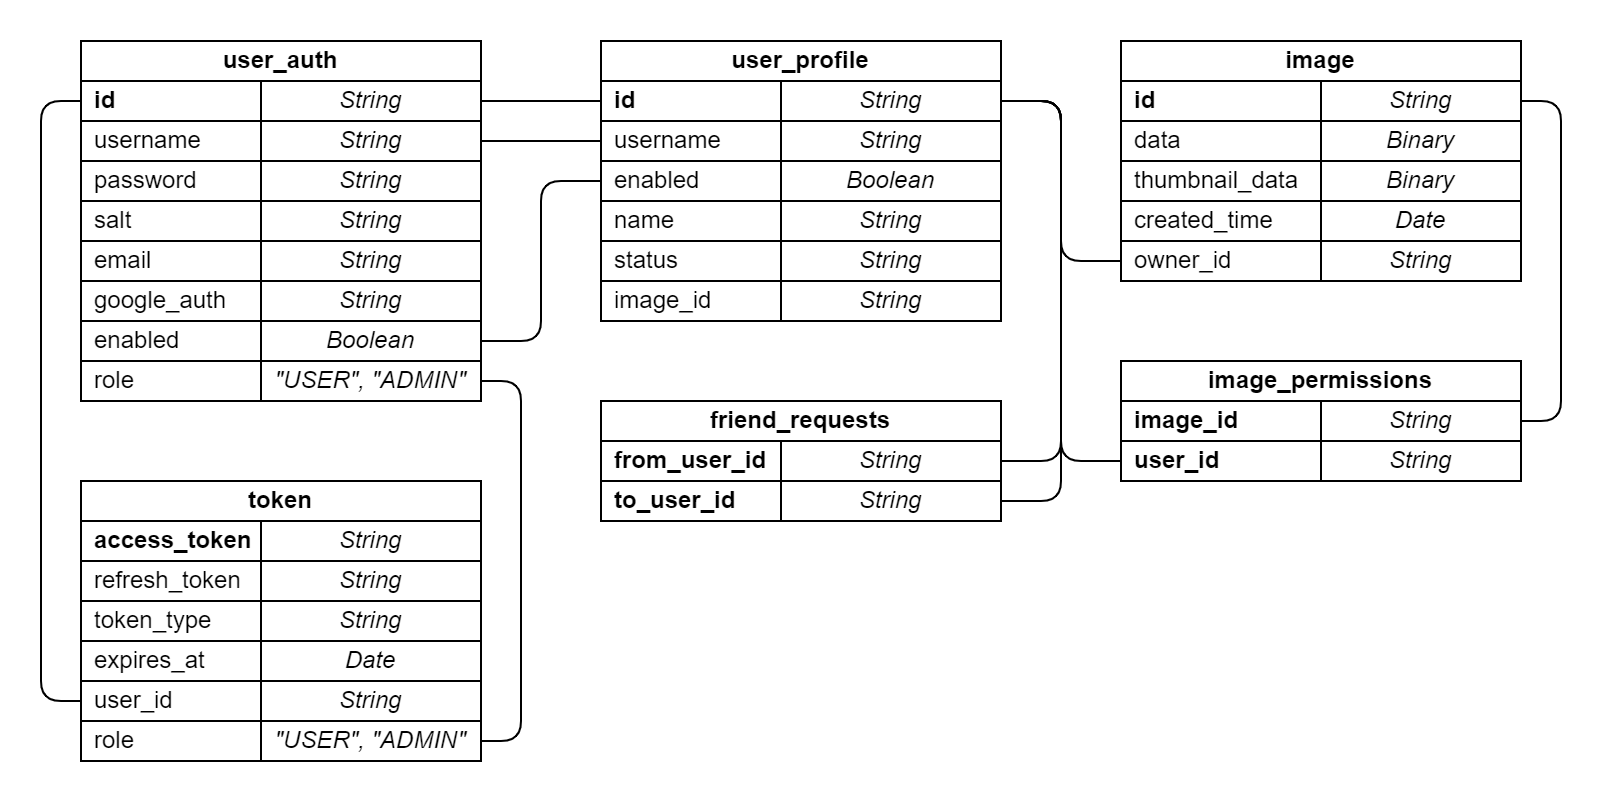 user_auth
id String
username String
password String
salt String
email String
google_auth String
enabled Boolean
role "USER", "ADMIN"
token
access_token String
refresh_token String
token_type String
expires_at Date
user_id String
role "USER", "ADMIN"
user_profile
id String
username String
enabled Boolean
name String
status String
image_id String
friend_requests
from_user_id String
to_user_id String
image
id String
data Binary
thumbnail_data Binary
created_time Date
owner_id String
image_permissions
image_id String
user_id String